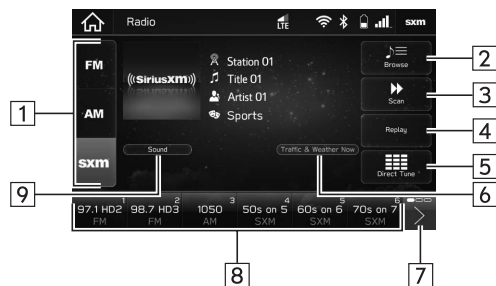 Radio
LTE
sxm
FM
AM
sxm
((SiriusXM))
Station 01
Title 01
Artist 01
Sports
Browse
Scan
Replay
Direct Tune
Sound
Traffic & Weather Now
1 2 3 4 5 6
97.1 HD2 98.7 HD3 1050 50s on 5 60s on 6 70s on 7
FM FM AM SXM SXM SXM
1
2
3
4
5
6
7
8
9